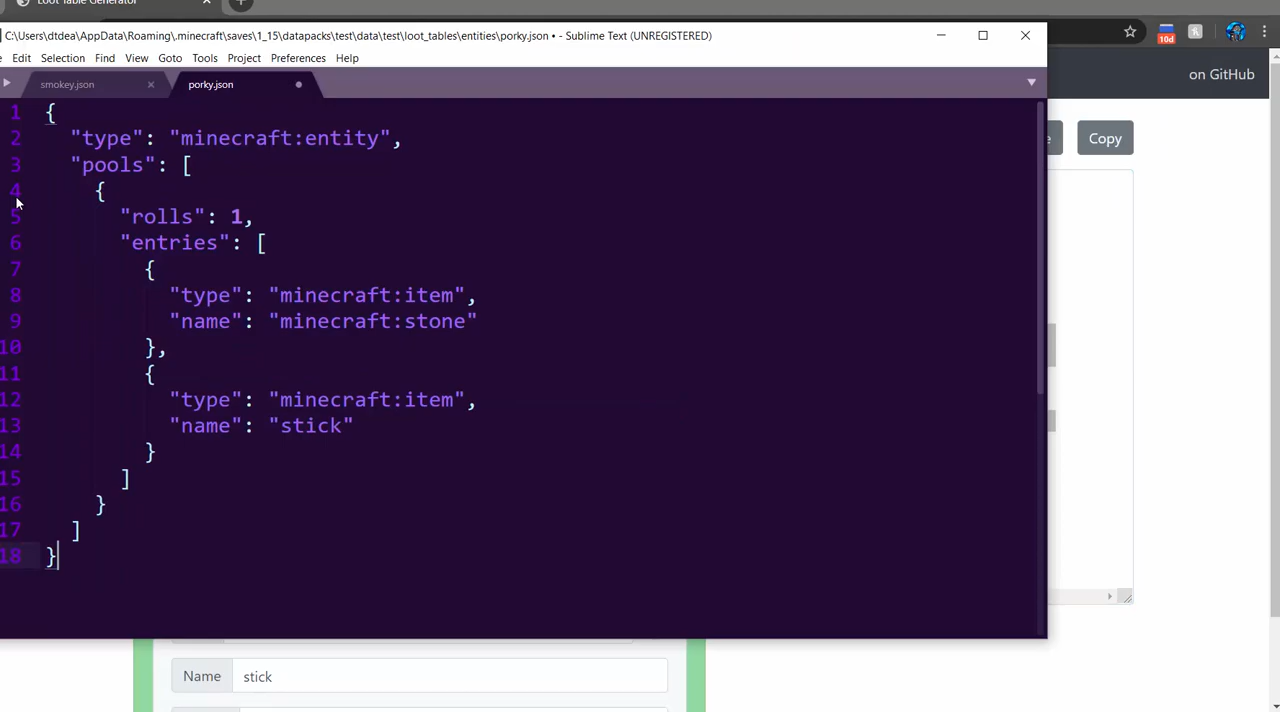 Loot Table Generator
C:\Users\dtdea\AppData\Roaming\.minecraft\saves\1_15\datapacks\test\data\test\loot_tables\entities\porky.json • - Sublime Text (UNREGISTERED)
10d
Edit Selection Find View Goto Tools Project Preferences Help
on GitHub
smokey.json porky.json
Copy
1 {
2 "type": "minecraft:entity",
3 "pools": [
4 {
5 "rolls": 1,
6 "entries": [
7 {
8 "type": "minecraft:item",
9 "name": "minecraft:stone"
10 },
11 {
12 "type": "minecraft:item",
13 "name": "stick"
14 }
15 ]
16 }
17 ]
18 }
Name stick